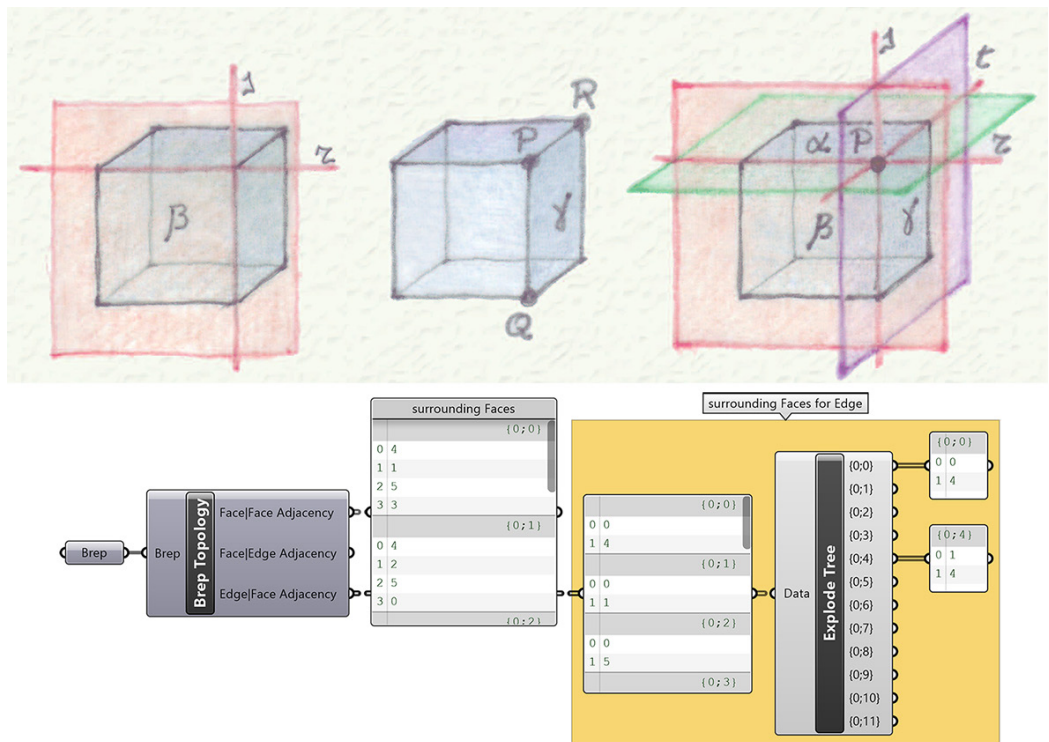 s
r
β
R
P
γ
Q
s
t
α P
r
β
γ
surrounding Faces for Edge
surrounding Faces
{0;0}
0 4
1 1
2 5
3 3
{0;1}
0 4
1 2
2 5
3 0
{0;2}
Brep
Brep
Brep Topology
Face|Face Adjacency
Face|Edge Adjacency
Edge|Face Adjacency
{0;0}
0 0
1 4
{0;1}
0 0
1 1
{0;2}
0 0
1 5
{0;3}
Data
Explode Tree
{0;0}
{0;1}
{0;2}
{0;3}
{0;4}
{0;5}
{0;6}
{0;7}
{0;8}
{0;9}
{0;10}
{0;11}
{0;0}
0 0
1 4
{0;4}
0 1
1 4